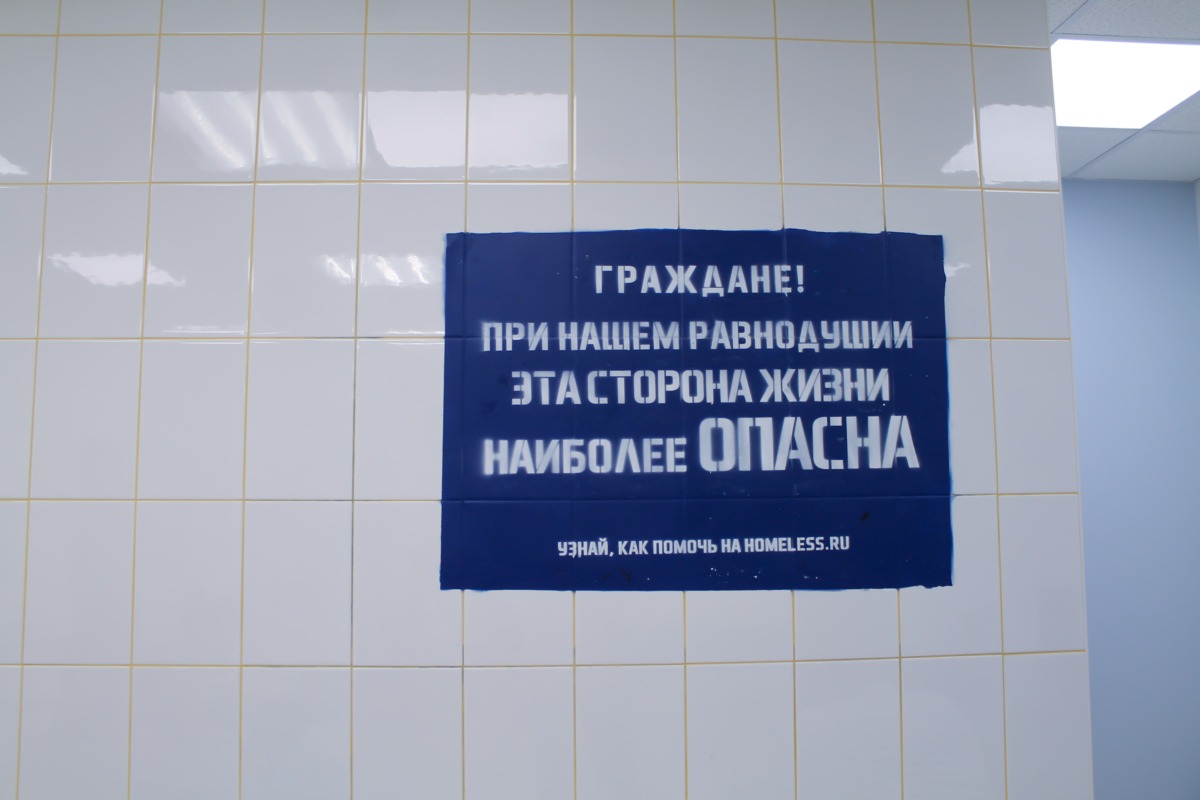 ГРАЖДАНЕ!
ПРИ НАШЕМ РАВНОДУШИИ
ЭТА СТОРОНА ЖИЗНИ
НАИБОЛЕЕ ОПАСНА
УЗНАЙ, КАК ПОМОЧЬ НА HOMELESS.RU